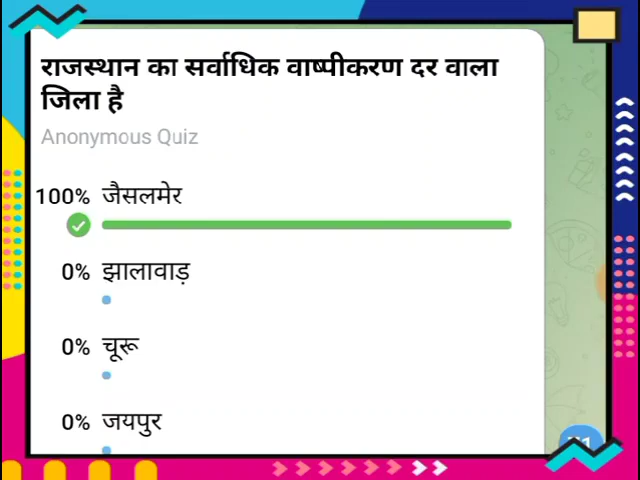 राजस्थान का सर्वाधिक वाष्पीकरण दर वाला
जिला है
Anonymous Quiz
100% जैसलमेर
0% झालावाड़
0% चूरू
0% जयपुर